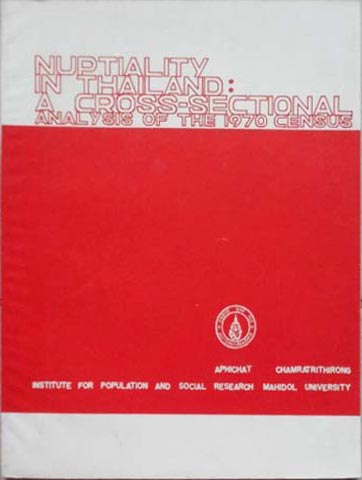 NUPTIALITY
IN THAILAND:
A CROSS-SECTIONAL
ANALYSIS OF THE 1970 CENSUS
APHICHAT CHAMRATRITHIRONG
INSTITUTE FOR POPULATION AND SOCIAL RESEARCH MAHIDOL UNIVERSITY